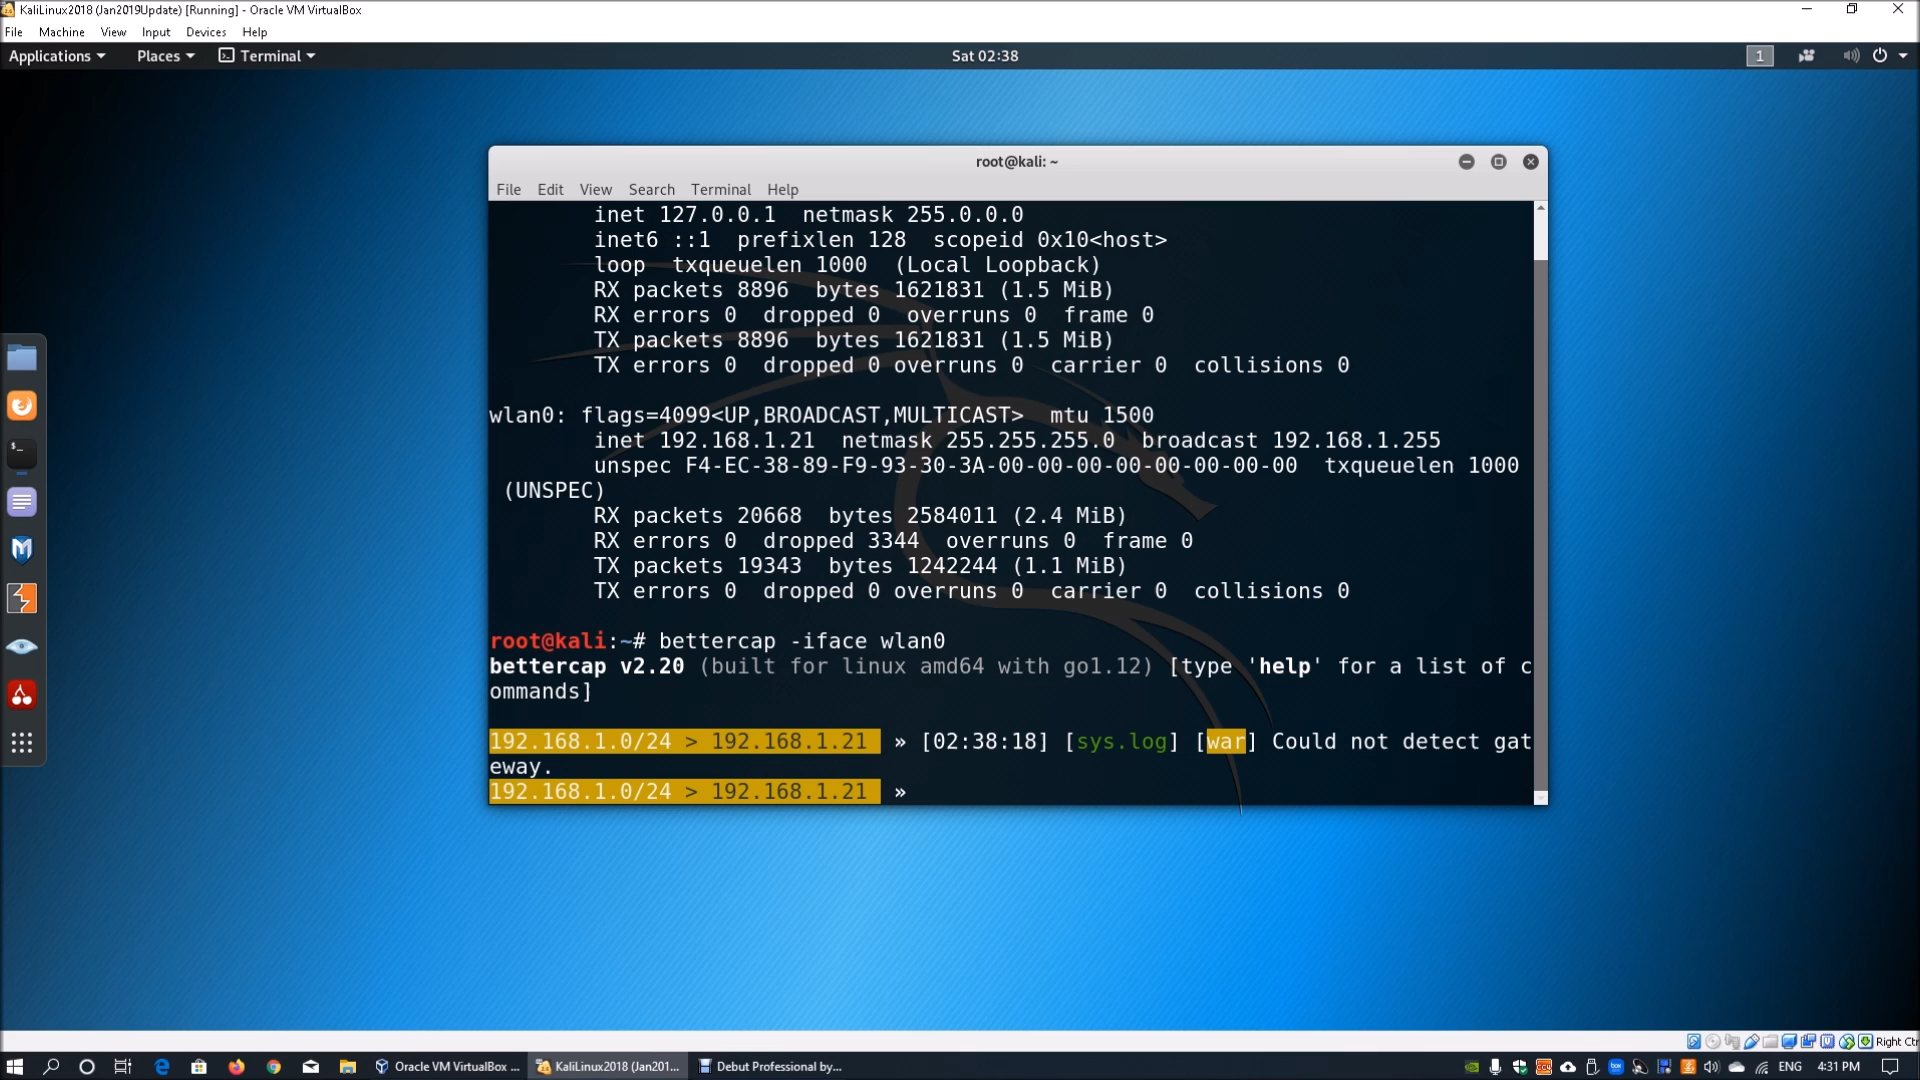 KaliLinux2018 (Jan2019Update) [Running] - Oracle VM VirtualBox
File Machine View Input Devices Help
Applications Places Terminal Sat 02:38 1
root@kali: ~
File Edit View Search Terminal Help
inet 127.0.0.1 netmask 255.0.0.0
inet6 ::1 prefixlen 128 scopeid 0x10<host>
loop txqueuelen 1000 (Local Loopback)
RX packets 8896 bytes 1621831 (1.5 MiB)
RX errors 0 dropped 0 overruns 0 frame 0
TX packets 8896 bytes 1621831 (1.5 MiB)
TX errors 0 dropped 0 overruns 0 carrier 0 collisions 0
wlan0: flags=4099<UP,BROADCAST,MULTICAST> mtu 1500
inet 192.168.1.21 netmask 255.255.255.0 broadcast 192.168.1.255
unspec F4-EC-38-89-F9-93-30-3A-00-00-00-00-00-00-00-00 txqueuelen 1000
(UNSPEC)
RX packets 20668 bytes 2584011 (2.4 MiB)
RX errors 0 dropped 3344 overruns 0 frame 0
TX packets 19343 bytes 1242244 (1.1 MiB)
TX errors 0 dropped 0 overruns 0 carrier 0 collisions 0
root@kali:~# bettercap -iface wlan0
bettercap v2.20 (built for linux amd64 with go1.12) [type 'help' for a list of c
ommands]
192.168.1.0/24 > 192.168.1.21 » [02:38:18] [sys.log] [war] Could not detect gat
eway.
192.168.1.0/24 > 192.168.1.21 »
Right Ctr
Oracle VM VirtualBox ... KaliLinux2018 (Jan201... Debut Professional by... ENG 4:31 PM